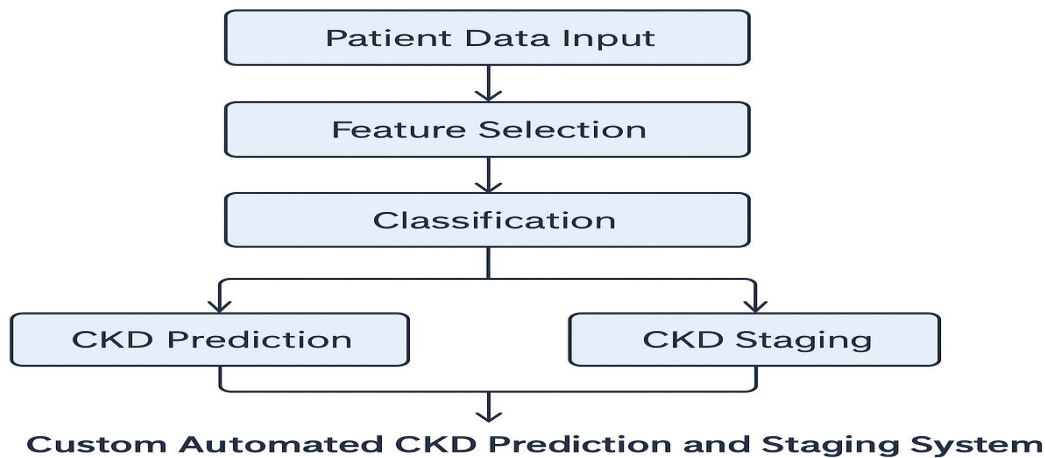 Patient Data Input
Feature Selection
Classification
CKD Prediction
CKD Staging
Custom Automated CKD Prediction and Staging System